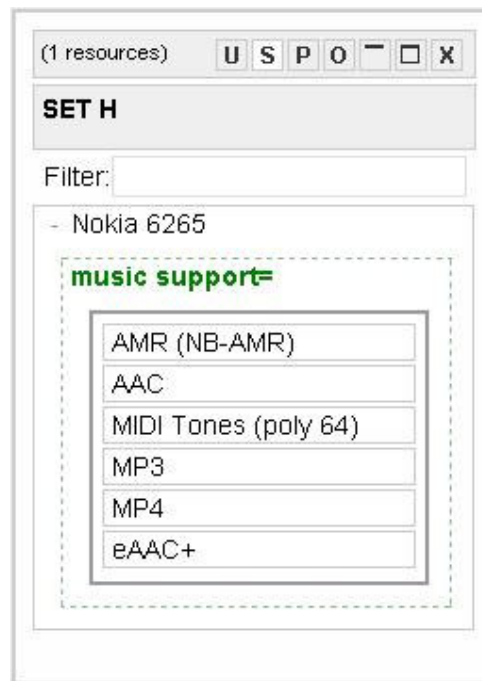 (1 resources) U S P O X
SET H
Filter:
- Nokia 6265
music support=
AMR (NB-AMR)
AAC
MIDI Tones (poly 64)
MP3
MP4
eAAC+